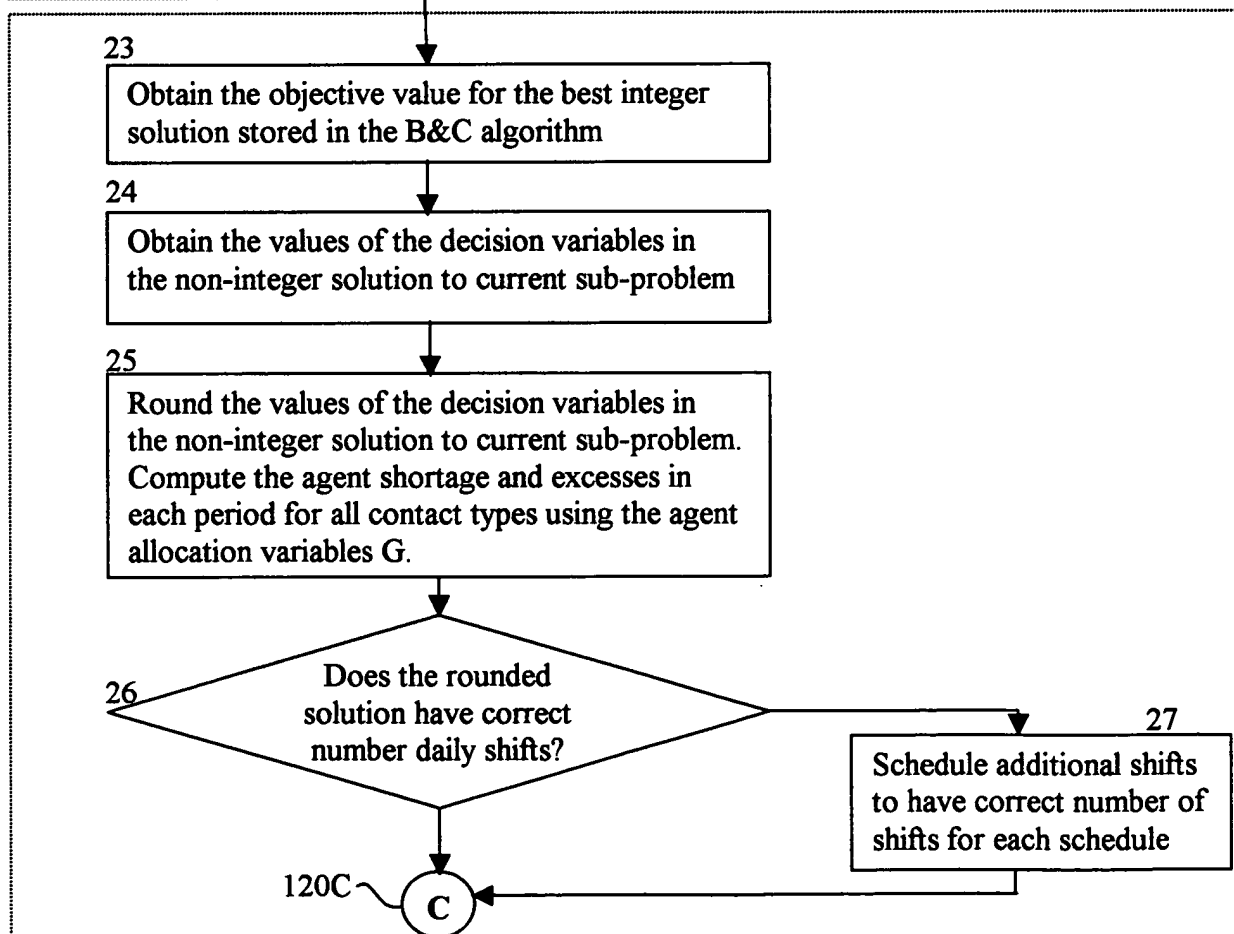 23
Obtain the objective value for the best integer
solution stored in the B&C algorithm
24
Obtain the values of the decision variables in
the non-integer solution to current sub-problem
25
Round the values of the decision variables in
the non-integer solution to current sub-problem.
Compute the agent shortage and excesses in
each period for all contact types using the agent
allocation variables G.
26
Does the rounded
solution have correct
number daily shifts?
27
Schedule additional shifts
to have correct number of
shifts for each schedule
120C
C